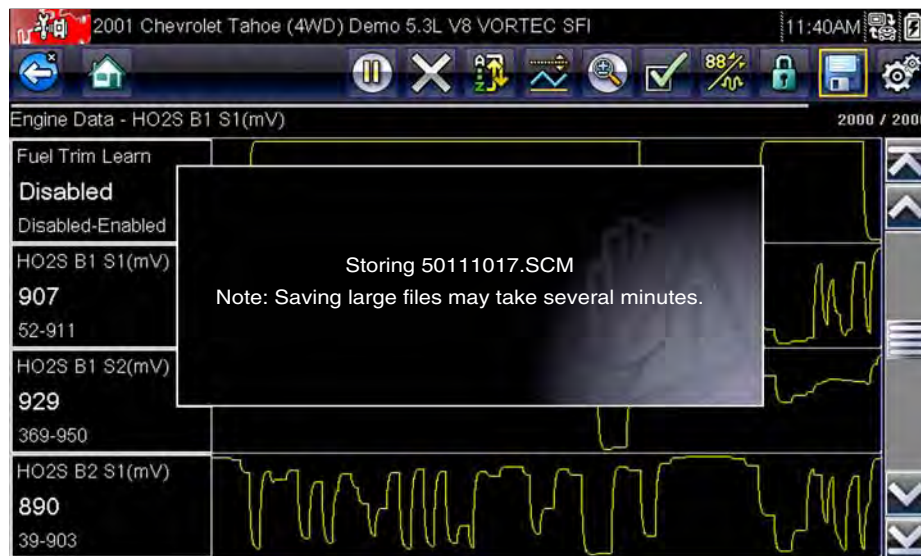 2001 Chevrolet Tahoe (4WD) Demo 5.3L V8 VORTEC SFI 11:40AM
A
Z
88%
Engine Data - HO2S B1 S1(mV) 2000 / 200
Fuel Trim Learn
Disabled
Disabled-Enabled
HO2S B1 S1(mV)
907
52-911
Storing 50111017.SCM
Note: Saving large files may take several minutes.
HO2S B1 S2(mV)
929
369-950
HO2S B2 S1(mV)
890
39-903